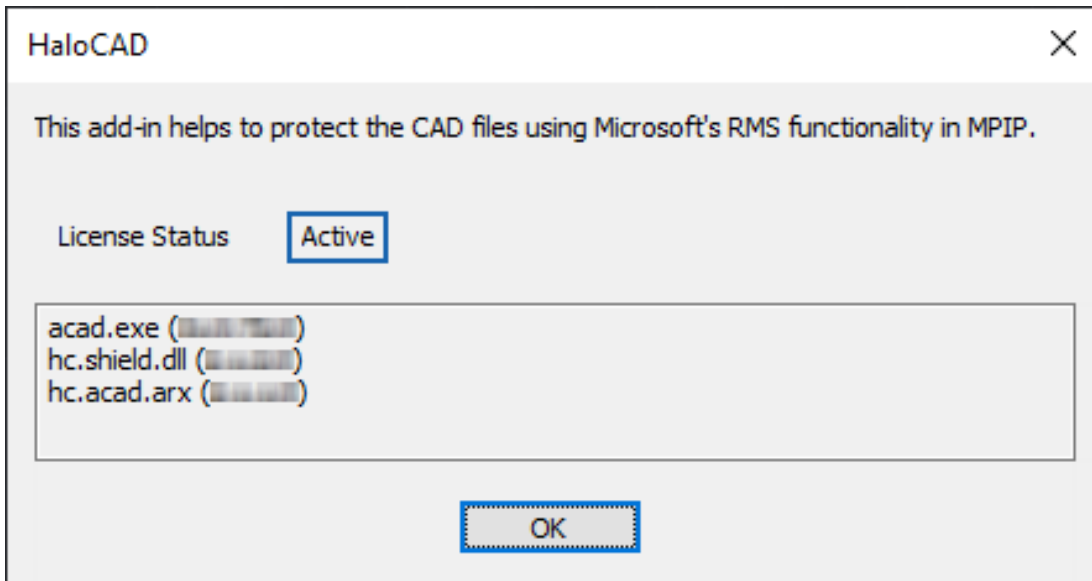 HaloCAD
This add-in helps to protect the CAD files using Microsoft's RMS functionality in MPIP.
License Status Active
acad.exe ()
hc.shield.dll ()
hc.acad.arx ()
OK